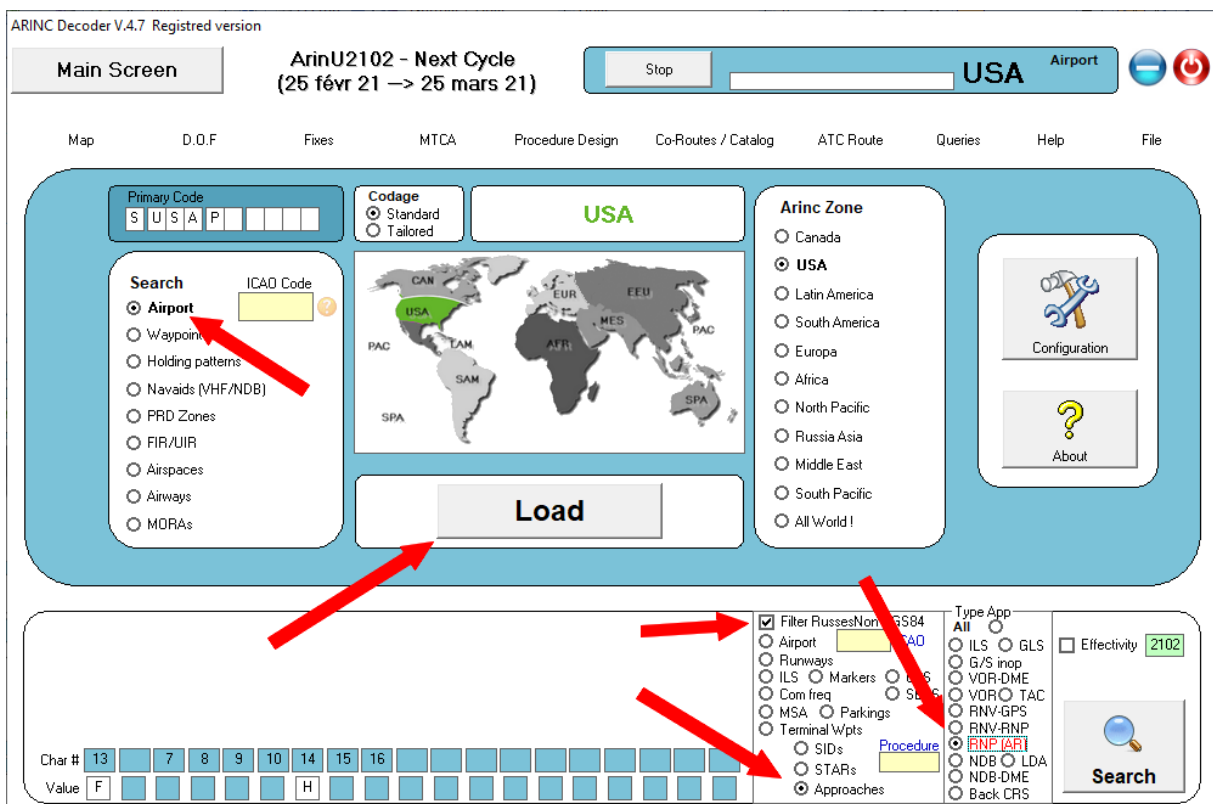 ARINC Decoder V.4.7 Registred version
Main Screen
ArinU2102 - Next Cycle
(25 févr 21 —> 25 mars 21)
Stop
USA
Airport
Map D.O.F Fixes MTCA Procedure Design Co-Routes / Catalog ATC Route Queries Help File
Primary Code
S U S A P
Codage
Standard
Tailored
USA
Search ICAO Code
Airport
Waypoint
Holding patterns
Navaids (VHF/NDB)
PRD Zones
FIR/UIR
Airspaces
Airways
MORAs
CAN
USA
EUR
EEU
MES
PAC
PAC
LAM
AFR
SAM
SPA
SPA
Load
Arinc Zone
Canada
USA
Latin America
South America
Europa
Africa
North Pacific
Russia Asia
Middle East
South Pacific
All World !
Configuration
About
Char # 13 7 8 9 10 14 15 16
Value F H
Filter RussesNon
Airport
Runways
ILS Markers
Com freq
MSA Parkings
Terminal Wpts
SIDs Procedure
STARs
Approaches
Type App
All
ILS GLS
G/S inop
VOR-DME
VOR TAC
RNV-GPS
RNV-RNP
RNP (AR)
NDB LDA
NDB-DME
Back CRS
Effectivity 2102
Search